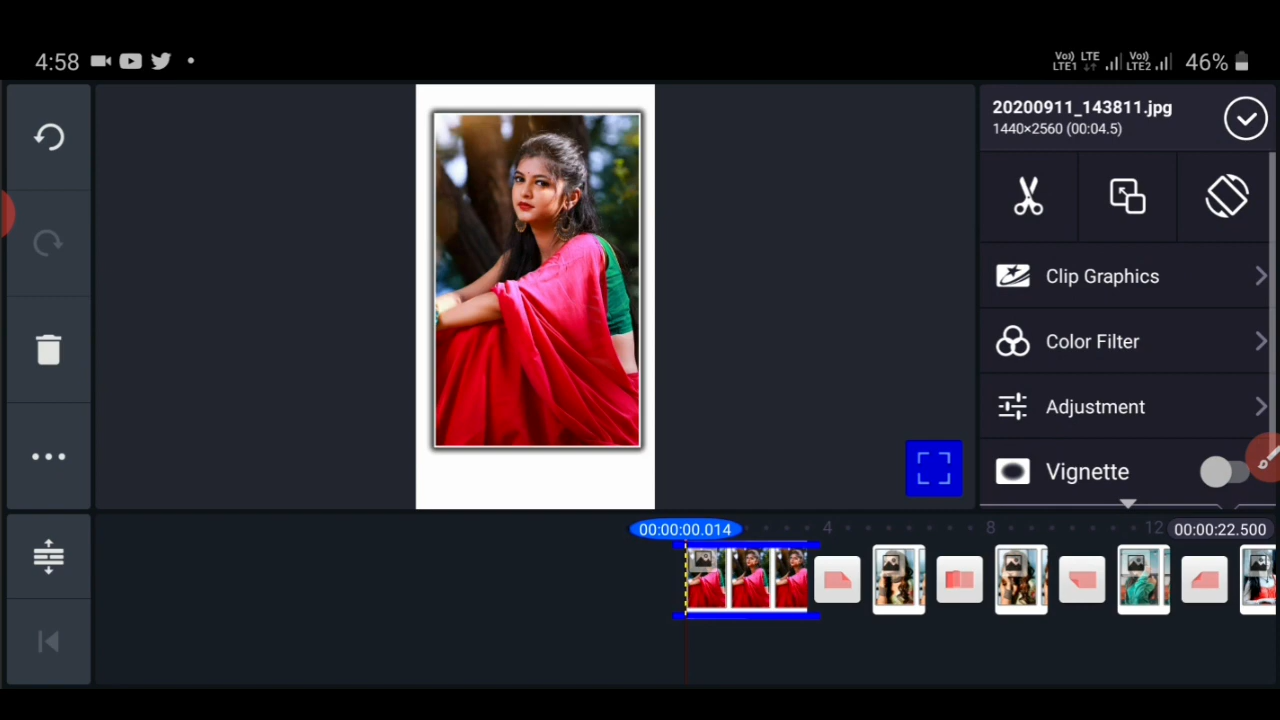 4:58
Vo)) LTE LTE1 Vo)) LTE2 46%
20200911_143811.jpg
1440×2560 (00:04.5)
Clip Graphics
Color Filter
Adjustment
Vignette
00:00:00.014 4 8 12 00:00:22.500